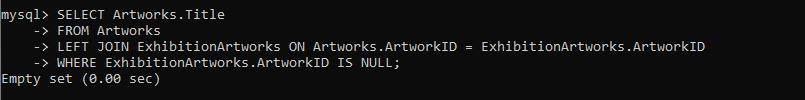 mysql> SELECT Artworks.Title
    -> FROM Artworks
    -> LEFT JOIN ExhibitionArtworks ON Artworks.ArtworkID = ExhibitionArtworks.ArtworkID
    -> WHERE ExhibitionArtworks.ArtworkID IS NULL;
Empty set (0.00 sec)